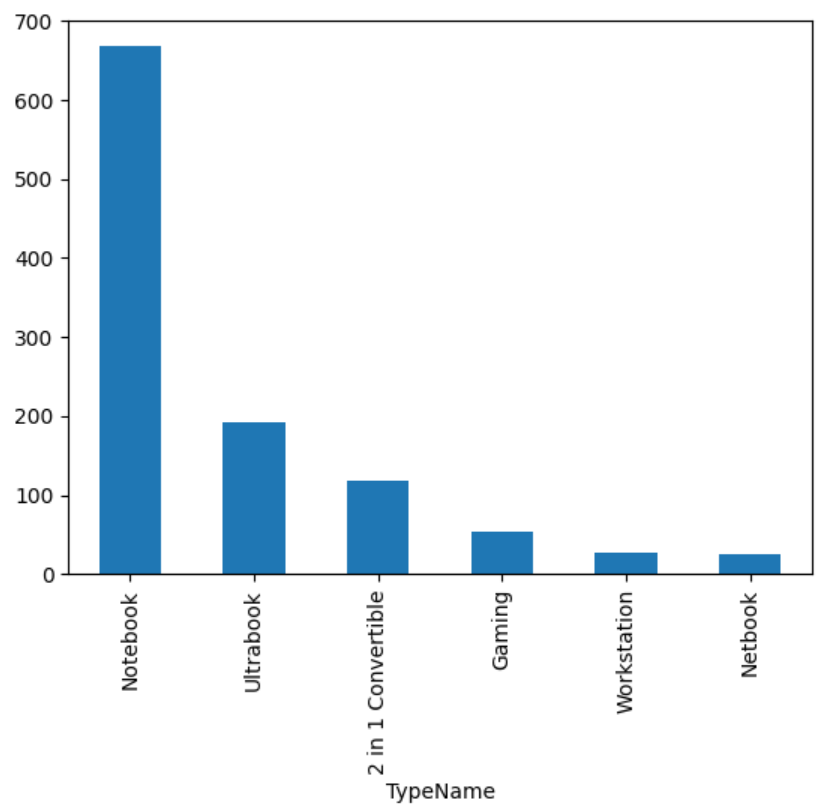 700
600
500
400
300
200
100
0
Notebook
Ultrabook
2 in 1 Convertible
Gaming
Workstation
Netbook
TypeName